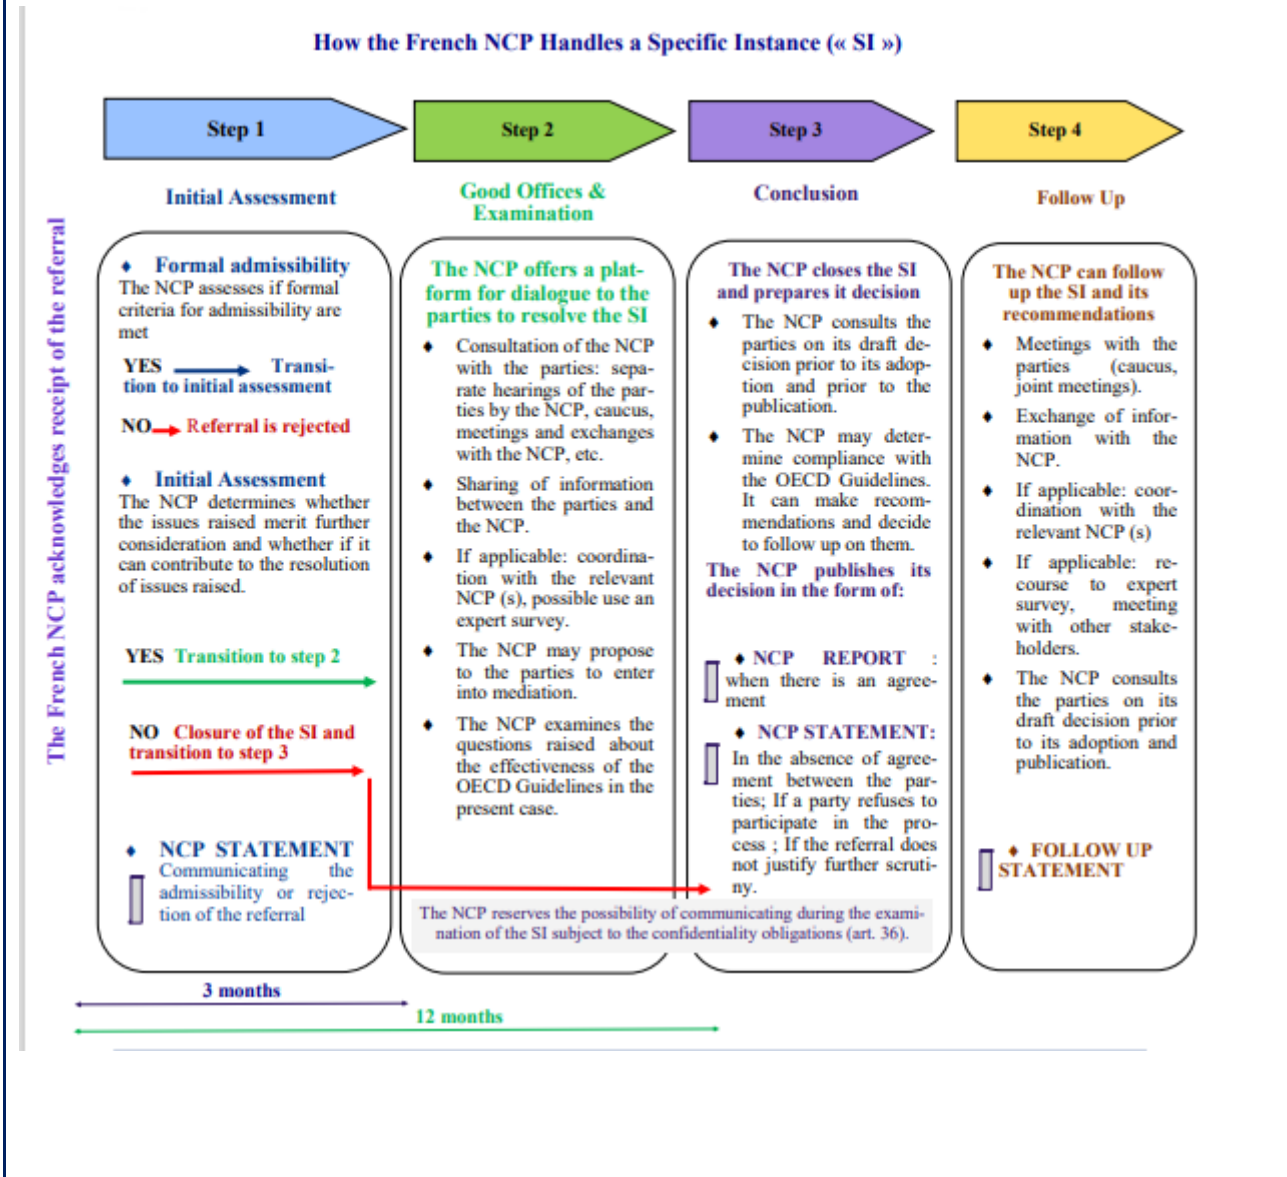 How the French NCP Handles a Specific Instance (« SI »)
The French NCP acknowledges receipt of the referral
Step 1
Initial Assessment
♦ Formal admissibility
The NCP assesses if formal
criteria for admissibility are
met
YES Transi-
tion to initial assessment
NO Referral is rejected
♦ Initial Assessment
The NCP determines whether
the issues raised merit further
consideration and whether if it
can contribute to the resolution
of issues raised.
YES Transition to step 2
NO Closure of the SI and
transition to step 3
♦ NCP STATEMENT
Communicating the
admissibility or rejec-
tion of the referral
Step 2
Good Offices &
Examination
The NCP offers a plat-
form for dialogue to the
parties to resolve the SI
♦ Consultation of the NCP
with the parties: sepa-
rate hearings of the par-
ties by the NCP, caucus,
meetings and exchanges
with the NCP, etc.
♦ Sharing of information
between the parties and
the NCP.
♦ If applicable: coordina-
tion with the relevant
NCP (s), possible use an
expert survey.
♦ The NCP may propose
to the parties to enter
into mediation.
♦ The NCP examines the
questions raised about
the effectiveness of the
OECD Guidelines in the
present case.
Step 3
Conclusion
The NCP closes the SI
and prepares it decision
♦ The NCP consults the
parties on its draft de-
cision prior to its adop-
tion and prior to the
publication.
♦ The NCP may deter-
mine compliance with
the OECD Guidelines.
It can make recom-
mendations and decide
to follow up on them.
The NCP publishes its
decision in the form of:
♦ NCP REPORT :
when there is an agree-
ment
♦ NCP STATEMENT:
In the absence of agree-
ment between the par-
ties; If a party refuses to
participate in the pro-
cess ; If the referral does
not justify further scruti-
ny.
The NCP reserves the possibility of communicating during the exami-
nation of the SI subject to the confidentiality obligations (art. 36).
Step 4
Follow Up
The NCP can follow
up the SI and its
recommendations
♦ Meetings with the
parties (caucus,
joint meetings).
♦ Exchange of infor-
mation with the
NCP.
♦ If applicable: coor-
dination with the
relevant NCP (s)
♦ If applicable: re-
course to expert
survey, meeting
with other stake-
holders.
♦ The NCP consults
the parties on its
draft decision prior
to its adoption and
publication.
♦ FOLLOW UP
STATEMENT
3 months
12 months